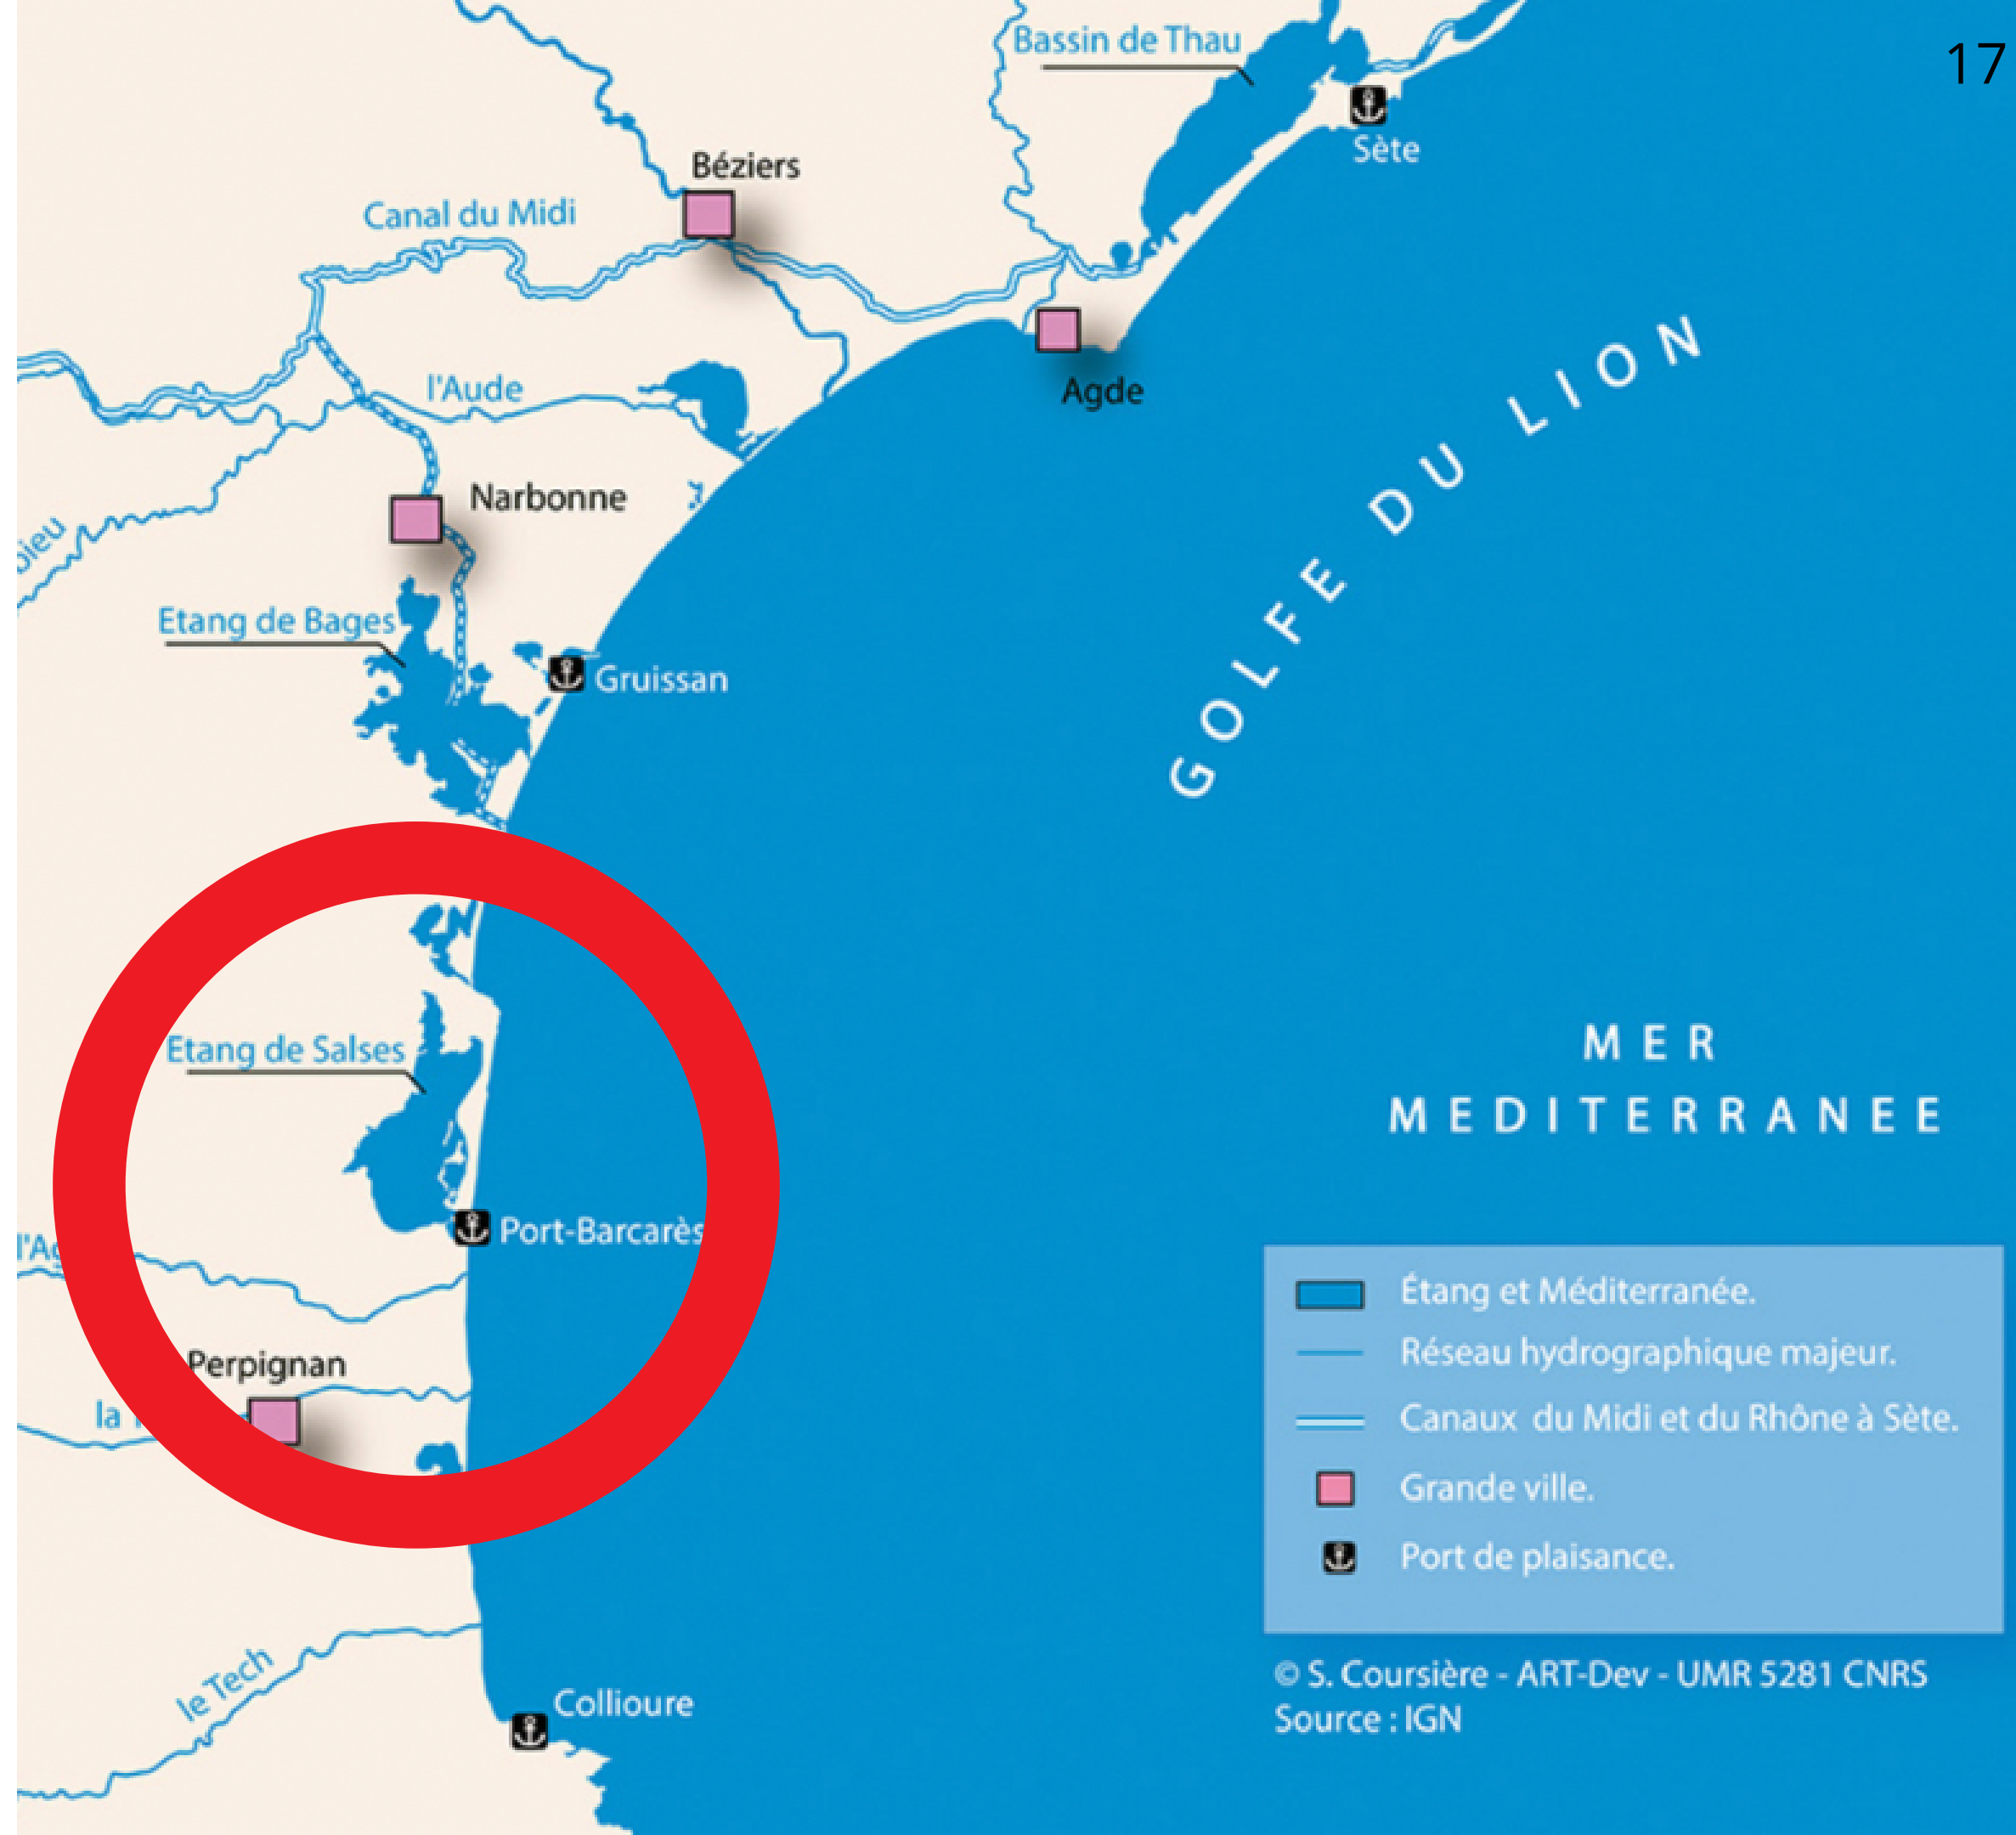 17
Bassin de Thau
Sète
Béziers
Canal du Midi
Agde
l'Aude
Narbonne
GOLFE DU LION
Etang de Bages
Gruissan
Etang de Salses
MER
MEDITERRANEE
Port-Barcarès
Perpignan
la
le Tech
Collioure
Étang et Méditerranée.
Réseau hydrographique majeur.
Canaux du Midi et du Rhône à Sète.
Grande ville.
Port de plaisance.
© S. Coursière - ART-Dev - UMR 5281 CNRS
Source : IGN